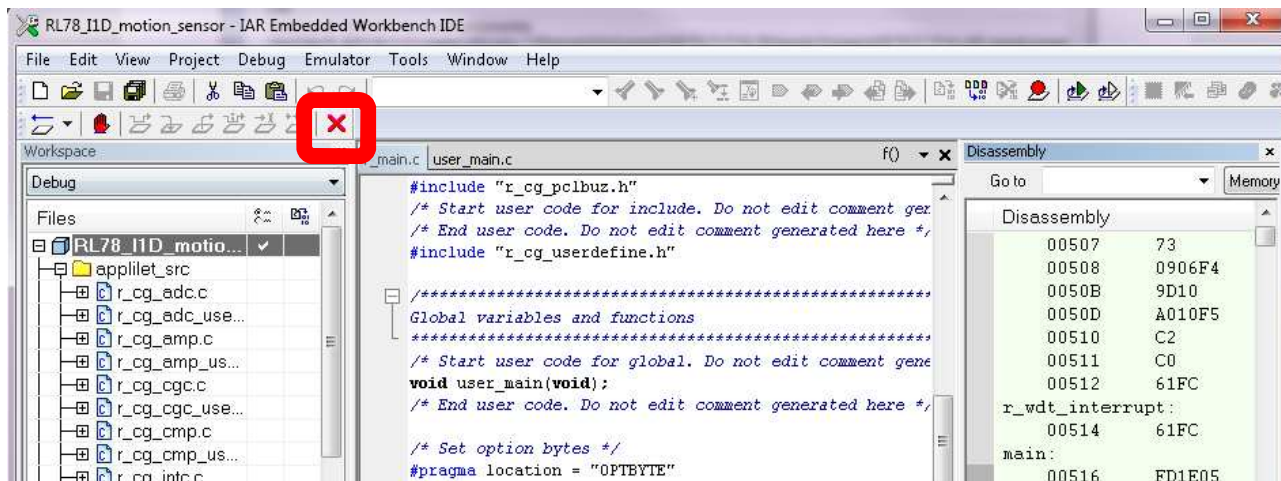 RL78_I1D_motion_sensor - IAR Embedded Workbench IDE
File Edit View Project Debug Emulator Tools Window Help
Workspace
Debug
Files
RL78_I1D_motio...
applilet_src
r_cg_adc.c
r_cg_adc_use...
r_cg_amp.c
r_cg_amp_us...
r_cg_cgc.c
r_cg_cgc_use...
r_cg_cmp.c
r_cg_cmp_us...
r_cg_intc.c
r_main.c user_main.c f()
#include "r_cg_pclbuz.h"
/* Start user code for include. Do not edit comment ger
/* End user code. Do not edit comment generated here */
#include "r_cg_userdefine.h"
/*******************************************************
Global variables and functions
********************************************************
/* Start user code for global. Do not edit comment gene
void user_main(void);
/* End user code. Do not edit comment generated here */
/* Set option bytes */
#pragma location = "OPTBYTE"
Disassembly
Go to Memory
Disassembly
00507 73
00508 0906F4
0050B 9D10
0050D A010F5
00510 C2
00511 C0
00512 61FC
r_wdt_interrupt:
00514 61FC
main:
00516 FD1E05